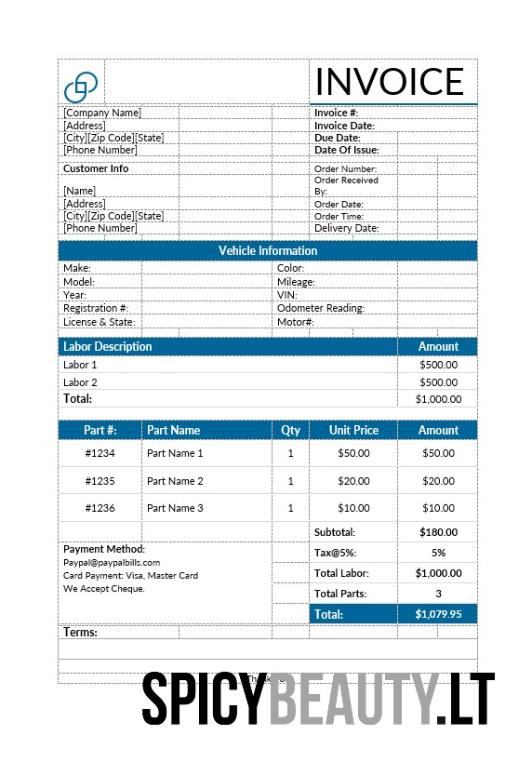 INVOICE
[Company Name] Invoice #:
[Address] Invoice Date:
[City][Zip Code][State] Due Date:
[Phone Number] Date Of Issue:
Customer Info Order Number:
Order Received
[Name] By:
[Address] Order Date:
[City][Zip Code][State] Order Time:
[Phone Number] Delivery Date:
Vehicle Information
Make: Color:
Model: Mileage:
Year: VIN:
Registration #: Odometer Reading:
License & State: Motor#:
Labor Description Amount
Labor 1 $500.00
Labor 2 $500.00
Total: $1,000.00
Part #: Part Name Qty Unit Price Amount
#1234 Part Name 1 1 $50.00 $50.00
#1235 Part Name 2 1 $20.00 $20.00
#1236 Part Name 3 1 $10.00 $10.00
Subtotal: $180.00
Payment Method: Tax@5%: 5%
Paypal@paypalbills.com
Card Payment: Visa, Master Card Total Labor: $1,000.00
We Accept Cheque. Total Parts: 3
Total: $1,079.95
Terms:
SPICYBEAUTY.LT